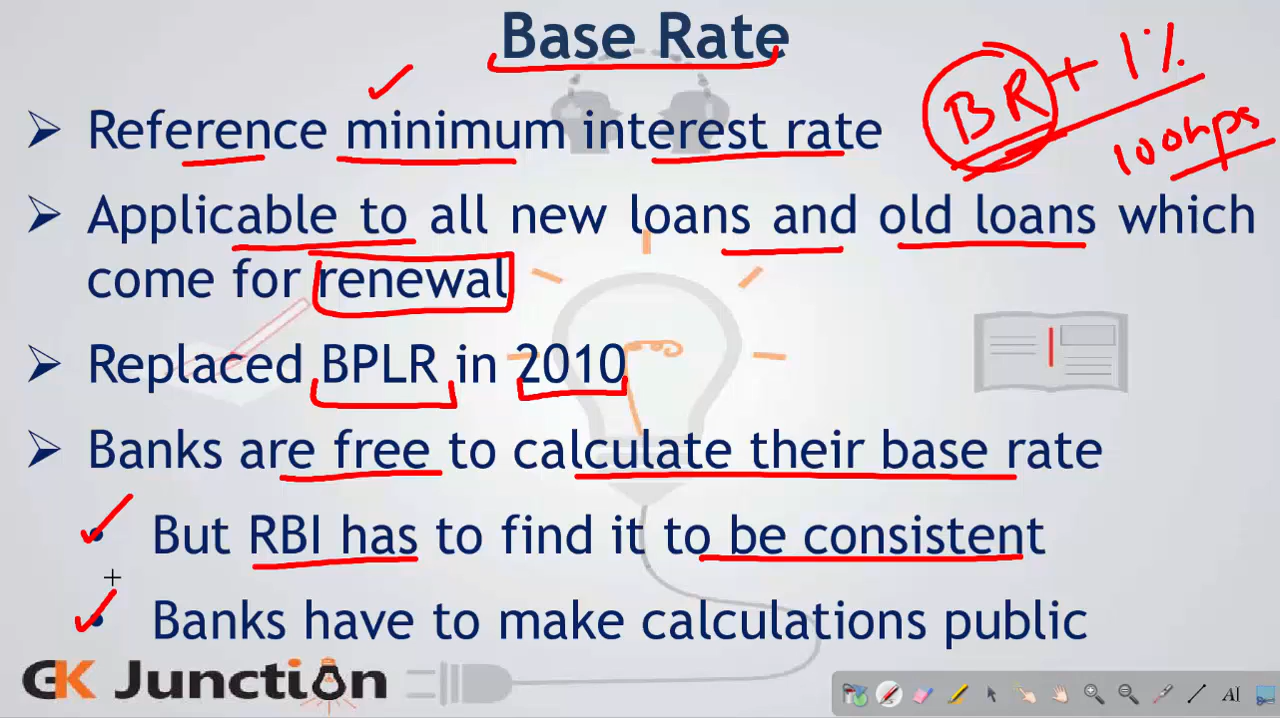 Base Rate
BR + 1%
100bps
➢ Reference minimum interest rate
➢ Applicable to all new loans and old loans which
come for renewal
➢ Replaced BPLR in 2010
➢ Banks are free to calculate their base rate
• But RBI has to find it to be consistent
• Banks have to make calculations public
GK Junction